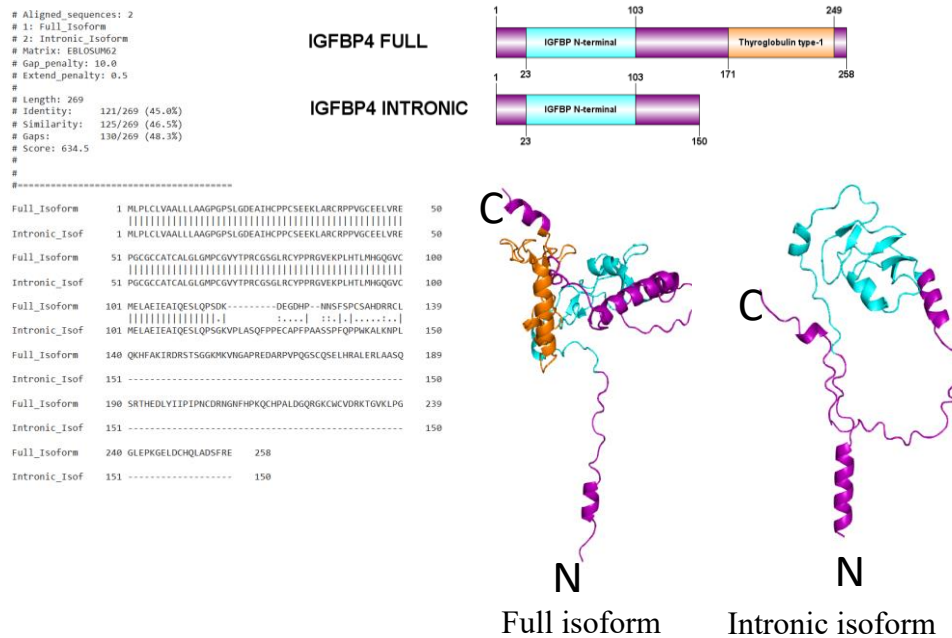 # Aligned_sequences: 2
# 1: Full_Isoform
# 2: Intronic_Isoform
# Matrix: EBLOSUM62
# Gap_penalty: 10.0
# Extend_penalty: 0.5
#
# Length: 269
# Identity: 121/269 (45.0%)
# Similarity: 125/269 (46.5%)
# Gaps: 130/269 (48.3%)
# Score: 634.5
#
#
#=======================================
Full_Isoform 1 MLPLCLVAALLLAAGPGPSLGDEAIHCPPCSEEKLARCRPPVGCEELVRE 50
||||||||||||||||||||||||||||||||||||||||||||||||||
Intronic_Isof 1 MLPLCLVAALLLAAGPGPSLGDEAIHCPPCSEEKLARCRPPVGCEELVRE 50
Full_Isoform 51 PGCGCCATCALGLGMPCGVYTPRCGSGLRCYPPRGVEKPLHTLMHGQGVC 100
||||||||||||||||||||||||||||||||||||||||||||||||||
Intronic_Isof 51 PGCGCCATCALGLGMPCGVYTPRCGSGLRCYPPRGVEKPLHTLMHGQGVC 100
Full_Isoform 101 MELAEIEAIQESLQPSDK---------DEGDHP--NNSFSPCSAHDRRCL 139
||||||||||||||||.|         :....|  ::.|.|.....:..|
Intronic_Isof 101 MELAEIEAIQESLQPSGKVPLASQFPPECAPFPAASSPFQPPWKALKNPL 150
Full_Isoform 140 QKHFAKIRDRSTSGGKMKVNGAPREDARPVPQGSCQSELHRALERLAASQ 189
Intronic_Isof 151 -------------------------------------------------- 150
Full_Isoform 190 SRTHEDLYIIPIPNCDRNGNFHPKQCHPALDGQRGKCWCVDRKTGVKLPG 239
Intronic_Isof 151 -------------------------------------------------- 150
Full_Isoform 240 GLEPKGELDCHQLADSFRE 258
Intronic_Isof 151 ------------------- 150
IGFBP4 FULL
1 103 249
IGFBP N-terminal Thyroglobulin type-1
23 171 258
IGFBP4 INTRONIC
1 103
IGFBP N-terminal
23 150
C
N
Full isoform
C
N
Intronic isoform